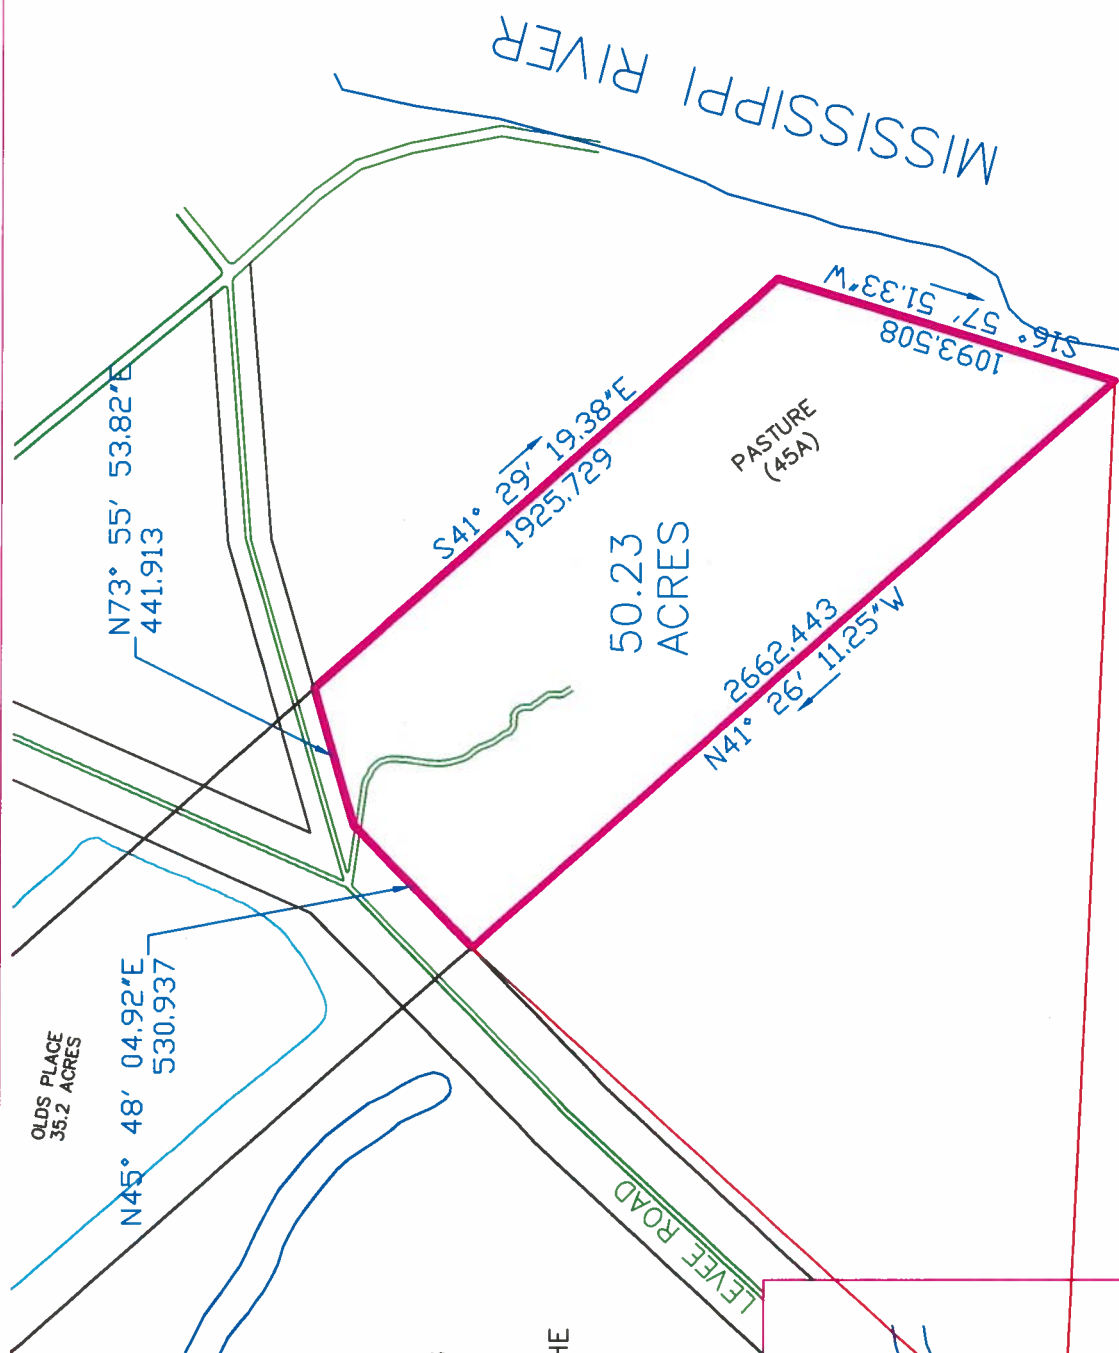 MISSISSIPPI RIVER
N73° 55′ 53.82″E
441.913
S41° 29′ 19.38″E
1925.729
S16° 57′ 51.33″W
1093.508
PASTURE
(45A)
50.23
ACRES
2662.443
N41° 26′ 11.25″W
N45° 48′ 04.92″E
530.937
OLDS PLACE
35.2 ACRES
LEVEE ROAD
HE